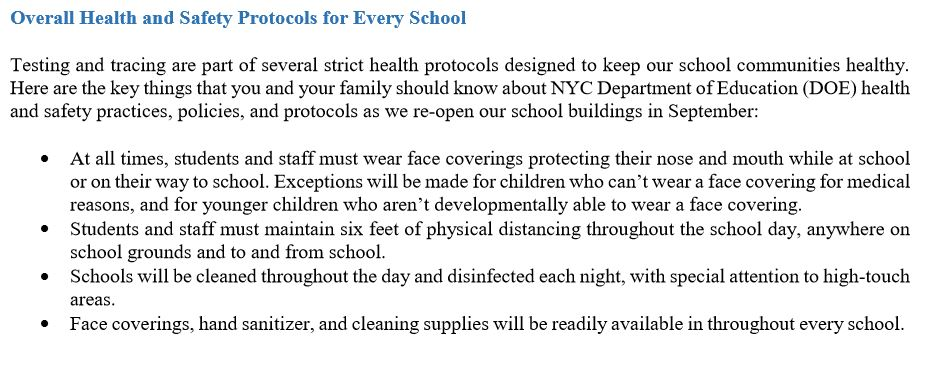 Overall Health and Safety Protocols for Every School
Testing and tracing are part of several strict health protocols designed to keep our school communities healthy.
Here are the key things that you and your family should know about NYC Department of Education (DOE) health
and safety practices, policies, and protocols as we re-open our school buildings in September:
• At all times, students and staff must wear face coverings protecting their nose and mouth while at school
or on their way to school. Exceptions will be made for children who can’t wear a face covering for medical
reasons, and for younger children who aren’t developmentally able to wear a face covering.
• Students and staff must maintain six feet of physical distancing throughout the school day, anywhere on
school grounds and to and from school.
• Schools will be cleaned throughout the day and disinfected each night, with special attention to high-touch
areas.
• Face coverings, hand sanitizer, and cleaning supplies will be readily available in throughout every school.